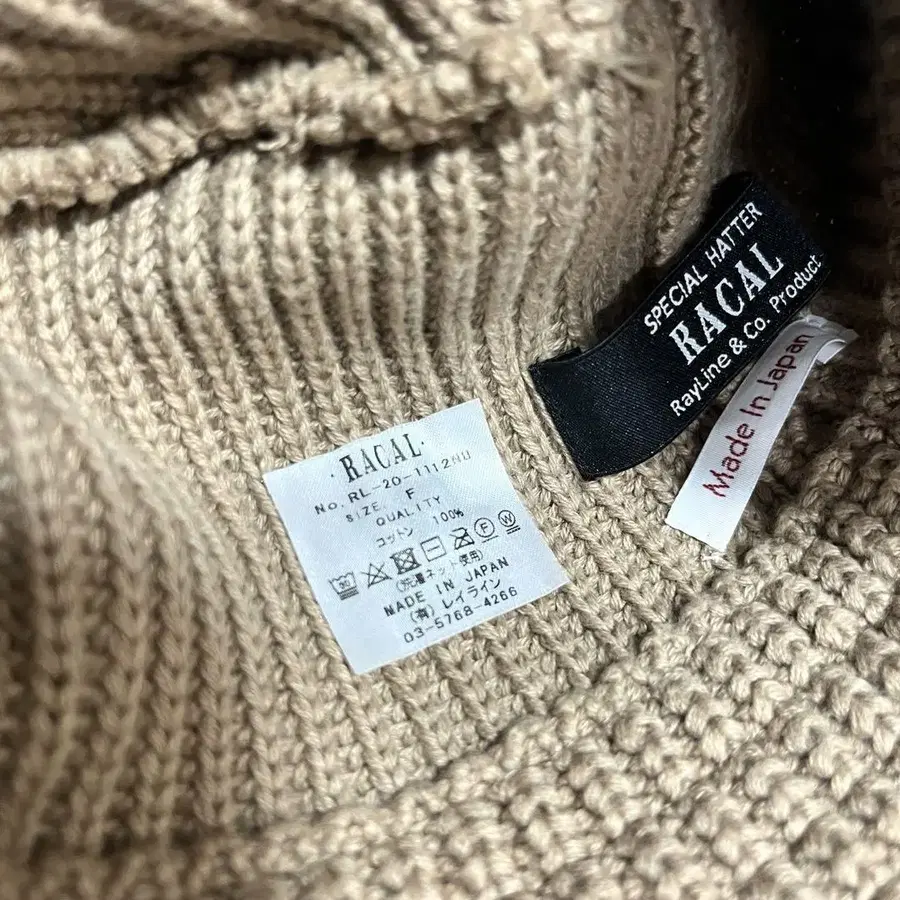 SPECIAL HATTER
RACAL
RayLine & Co. Product
Made In Japan
·RACAL·
No. RL-20-1112NU
SIZE F
QUALITY
コットン 100%
(洗濯ネット使用)
MADE IN JAPAN
(有)レイライン
03-5768-4266